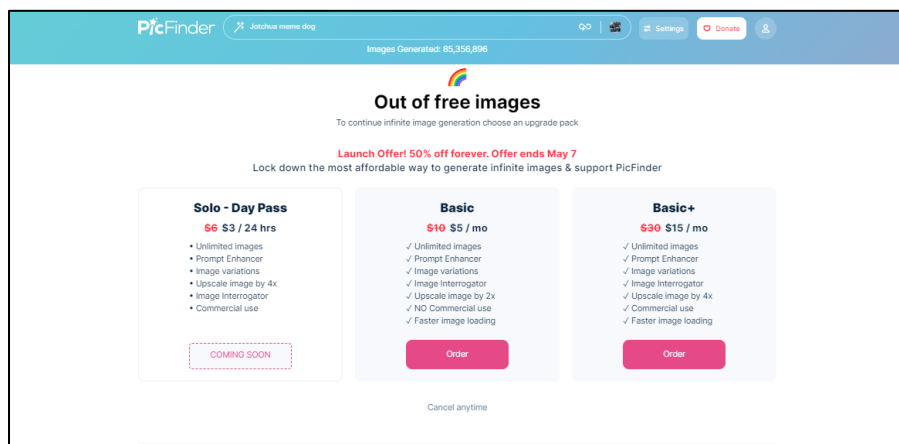 PicFinder
Jotchua meme dog
Settings
Donate
Images Generated: 85,356,896
Out of free images
To continue infinite image generation choose an upgrade pack
Launch Offer! 50% off forever. Offer ends May 7
Lock down the most affordable way to generate infinite images & support PicFinder
Solo - Day Pass
$6 $3 / 24 hrs
• Unlimited images
• Prompt Enhancer
• Image variations
• Upscale image by 4x
• Image Interrogator
• Commercial use
COMING SOON
Basic
$10 $5 / mo
✓ Unlimited images
✓ Prompt Enhancer
✓ Image variations
✓ Image Interrogator
✓ Upscale image by 2x
✓ NO Commercial use
✓ Faster image loading
Order
Basic+
$30 $15 / mo
✓ Unlimited images
✓ Prompt Enhancer
✓ Image variations
✓ Image Interrogator
✓ Upscale image by 4x
✓ Commercial use
✓ Faster image loading
Order
Cancel anytime